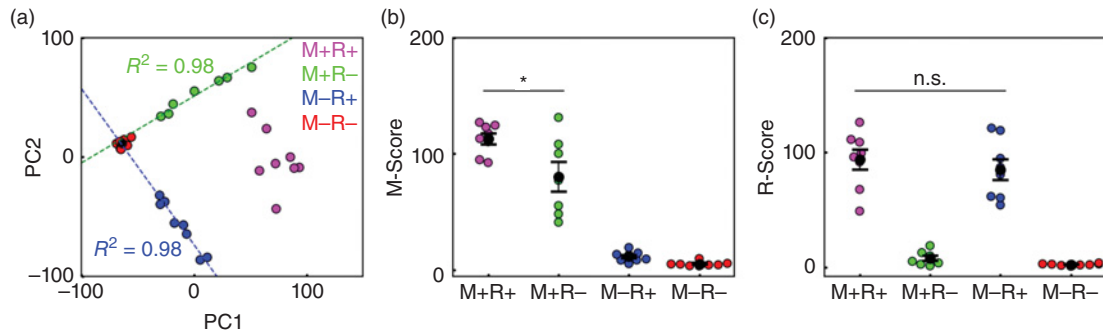 (a)
100
0
−100
PC2
−100
0
100
PC1
R² = 0.98
R² = 0.98
M+R+
M+R−
M−R+
M−R−
(b)
200
100
0
M-Score
*
M+R+ M+R− M−R+ M−R−
(c)
200
100
0
R-Score
n.s.
M+R+ M+R− M−R+ M−R−